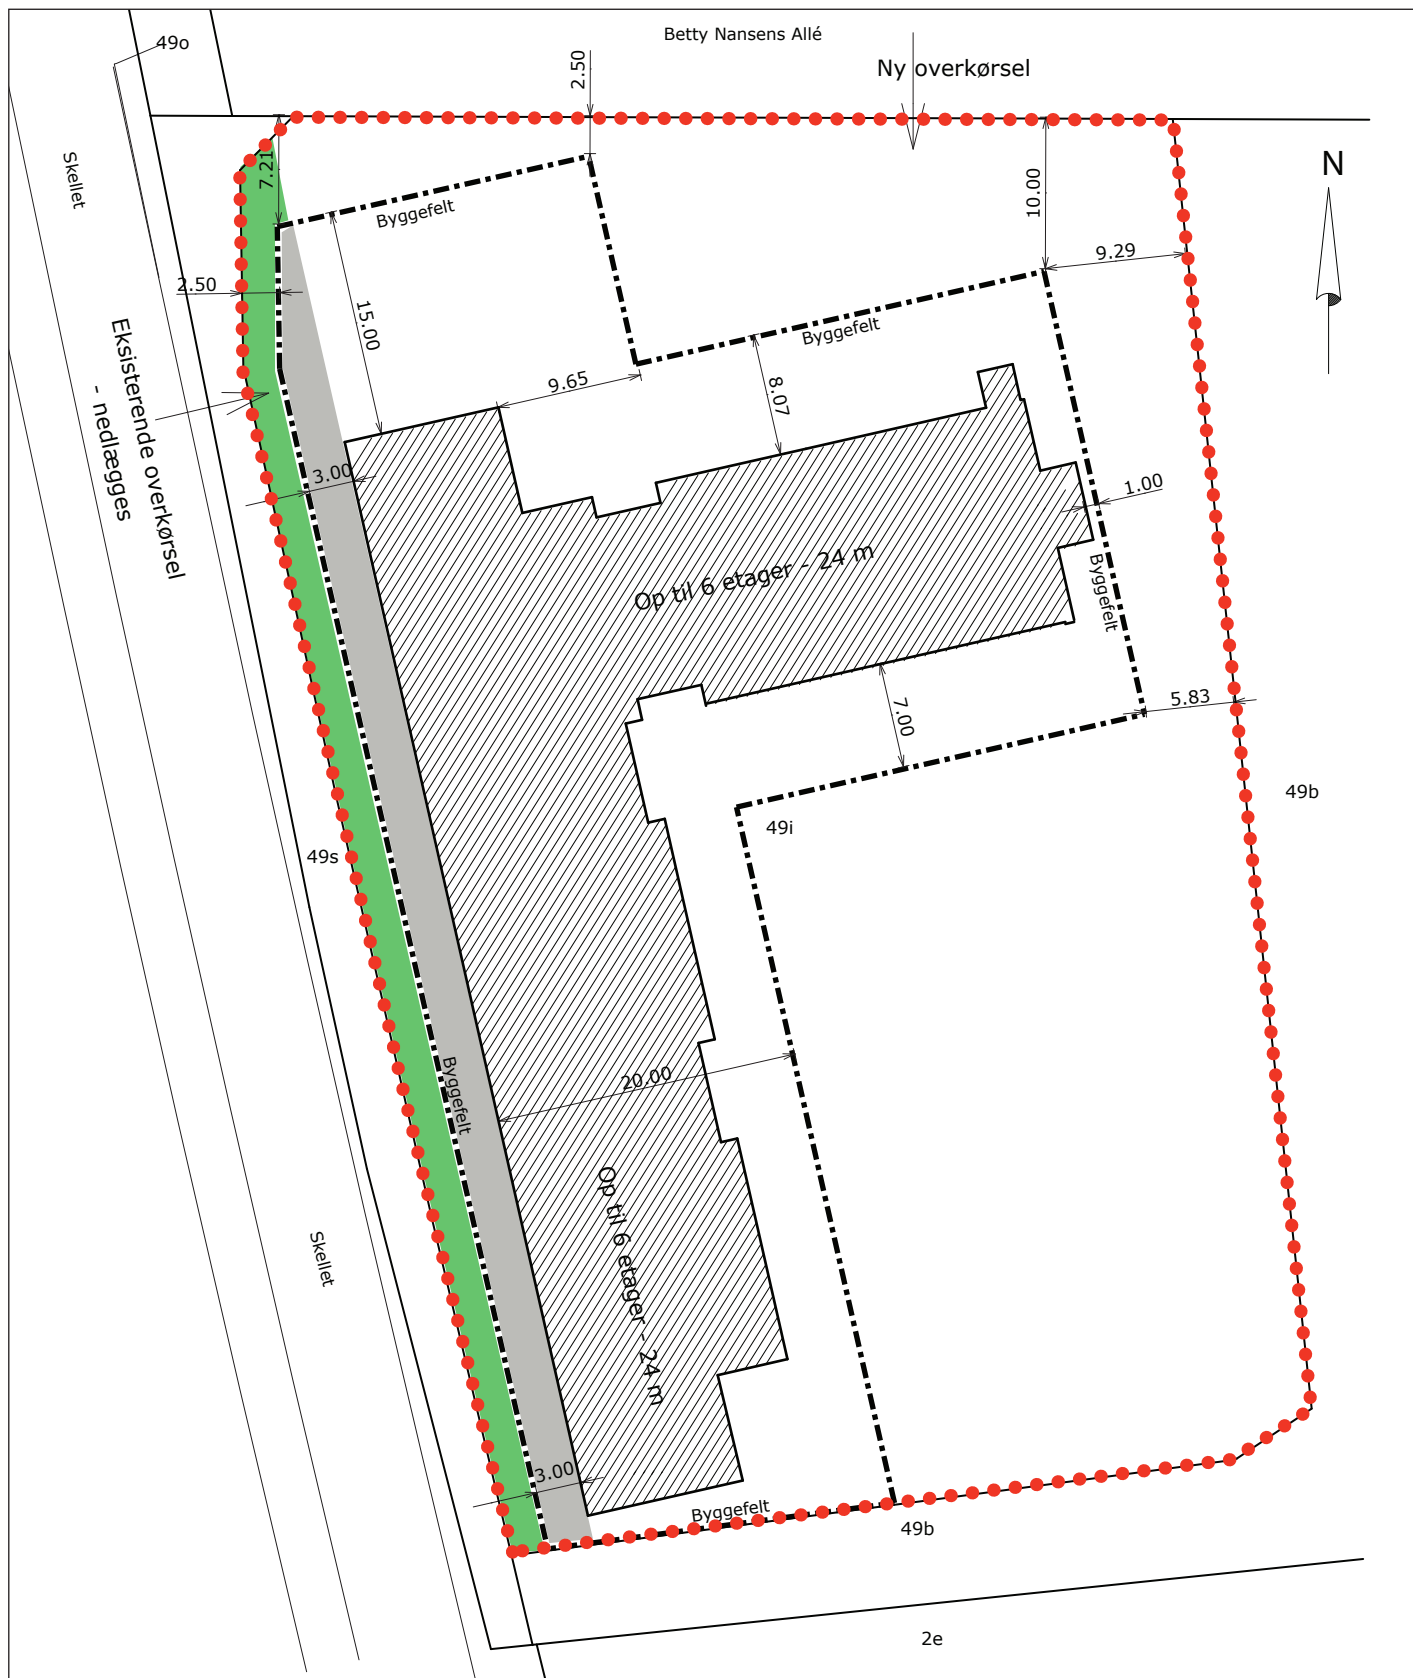 Betty Nansens Allé
49o
2.50
Ny overkørsel
Skellet
7.21
N
10.00
Byggefelt
9.29
2.50
15.00
Byggefelt
Eksisterende overkørsel
- nedlægges
9.65
8.07
3.00
1.00
Op til 6 etager - 24 m
Byggefelt
7.00
5.83
49b
49i
49s
Byggefelt
20.00
Op til 6 etager - 24 m
Skellet
3.00
Byggefelt
49b
2e